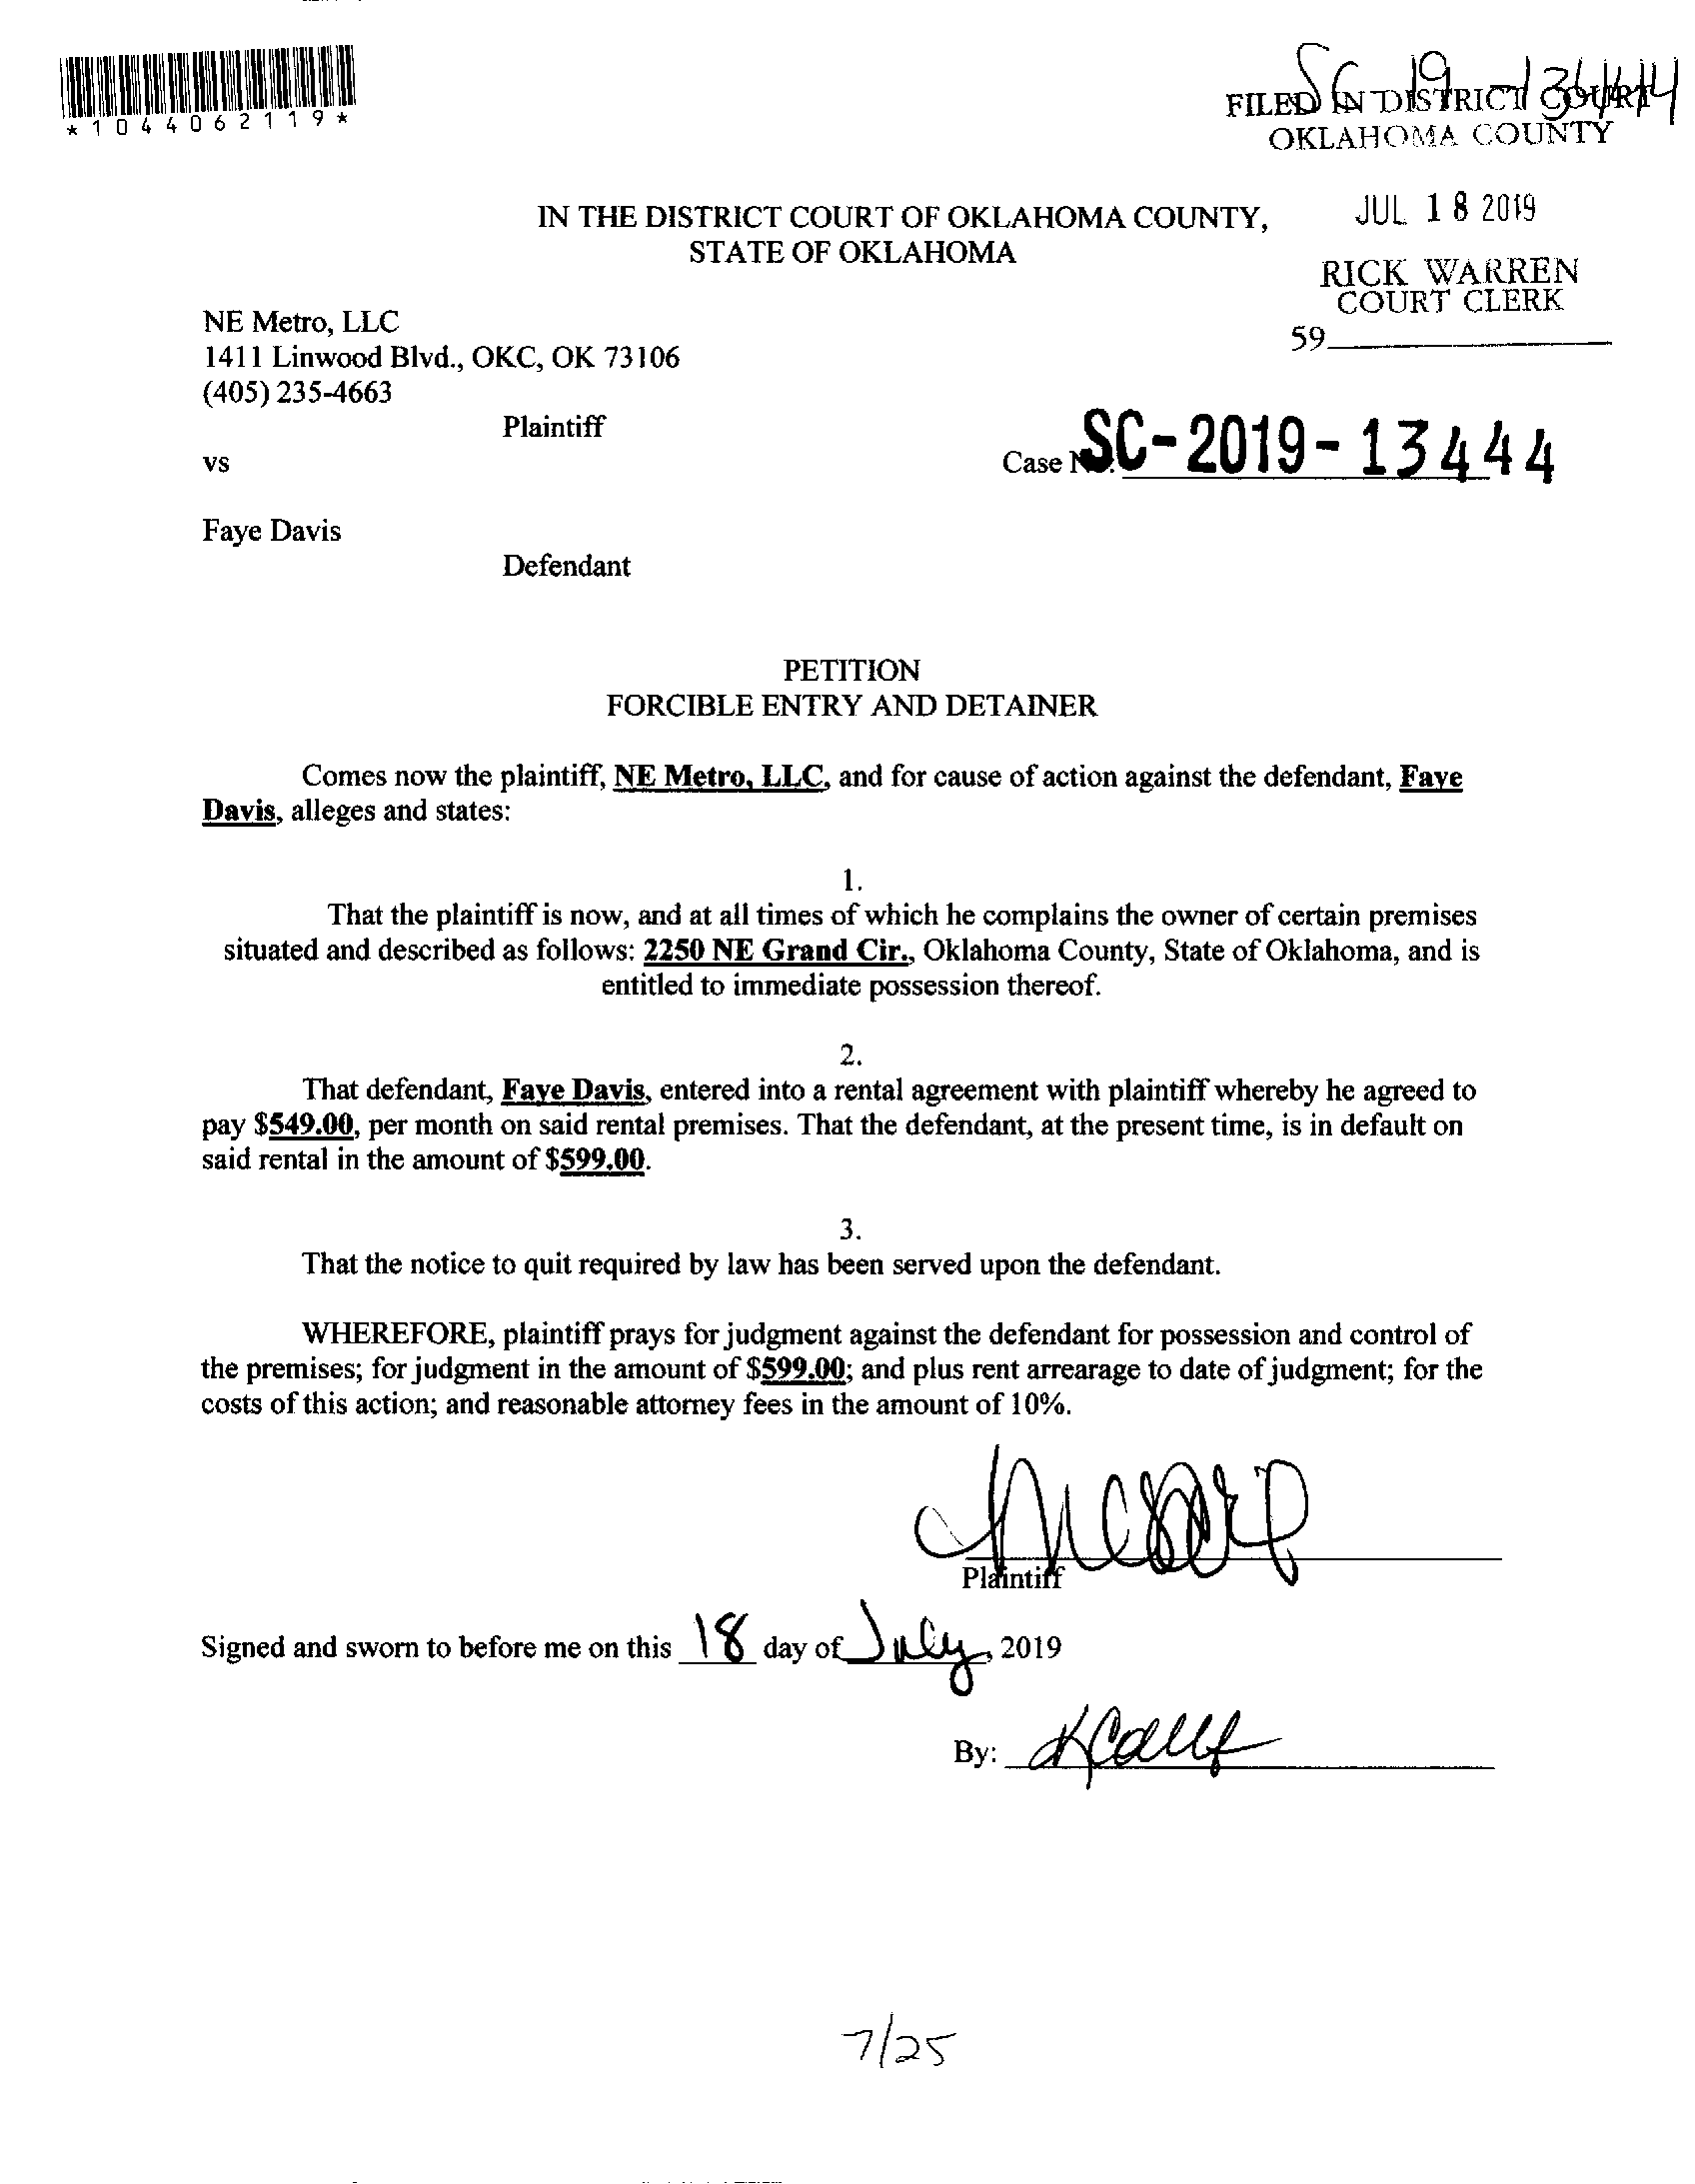 *1044062119*
SC-19-13444
FILED IN DISTRICT COURT
OKLAHOMA COUNTY
JUL 18 2019
RICK WARREN
COURT CLERK
59
IN THE DISTRICT COURT OF OKLAHOMA COUNTY,
STATE OF OKLAHOMA
NE Metro, LLC
1411 Linwood Blvd., OKC, OK 73106
(405) 235-4663
Plaintiff
vs
Case No. SC-2019-13444
Faye Davis
Defendant
PETITION
FORCIBLE ENTRY AND DETAINER
Comes now the plaintiff, NE Metro, LLC, and for cause of action against the defendant, Faye
Davis, alleges and states:
1.
That the plaintiff is now, and at all times of which he complains the owner of certain premises
situated and described as follows: 2250 NE Grand Cir., Oklahoma County, State of Oklahoma, and is
entitled to immediate possession thereof.
2.
That defendant, Faye Davis, entered into a rental agreement with plaintiff whereby he agreed to
pay $549.00, per month on said rental premises. That the defendant, at the present time, is in default on
said rental in the amount of $599.00.
3.
That the notice to quit required by law has been served upon the defendant.
WHEREFORE, plaintiff prays for judgment against the defendant for possession and control of
the premises; for judgment in the amount of $599.00; and plus rent arrearage to date of judgment; for the
costs of this action; and reasonable attorney fees in the amount of 10%.
Plaintiff
Signed and sworn to before me on this 18 day of July, 2019
By:
7/25